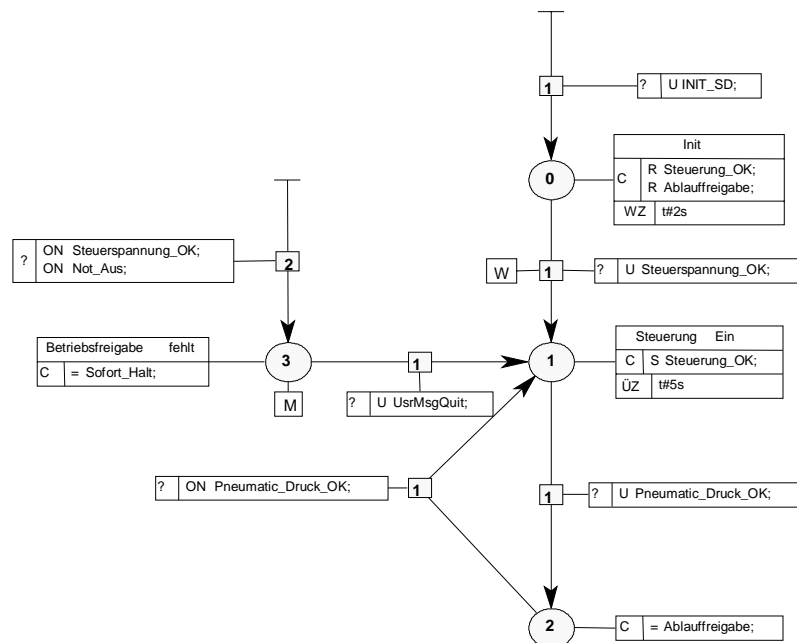 1
? U INIT_SD;
Init
0
C R Steuerung_OK;
R Ablauffreigabe;
WZ t#2s
? ON Steuerspannung_OK;
ON Not_Aus;
2
W
1
? U Steuerspannung_OK;
Betriebsfreigabe fehlt
C = Sofort_Halt;
3
M
1
? U UsrMsgQuit;
1
Steuerung Ein
C S Steuerung_OK;
ÜZ t#5s
? ON Pneumatic_Druck_OK;
1
1
? U Pneumatic_Druck_OK;
2
C = Ablauffreigabe;